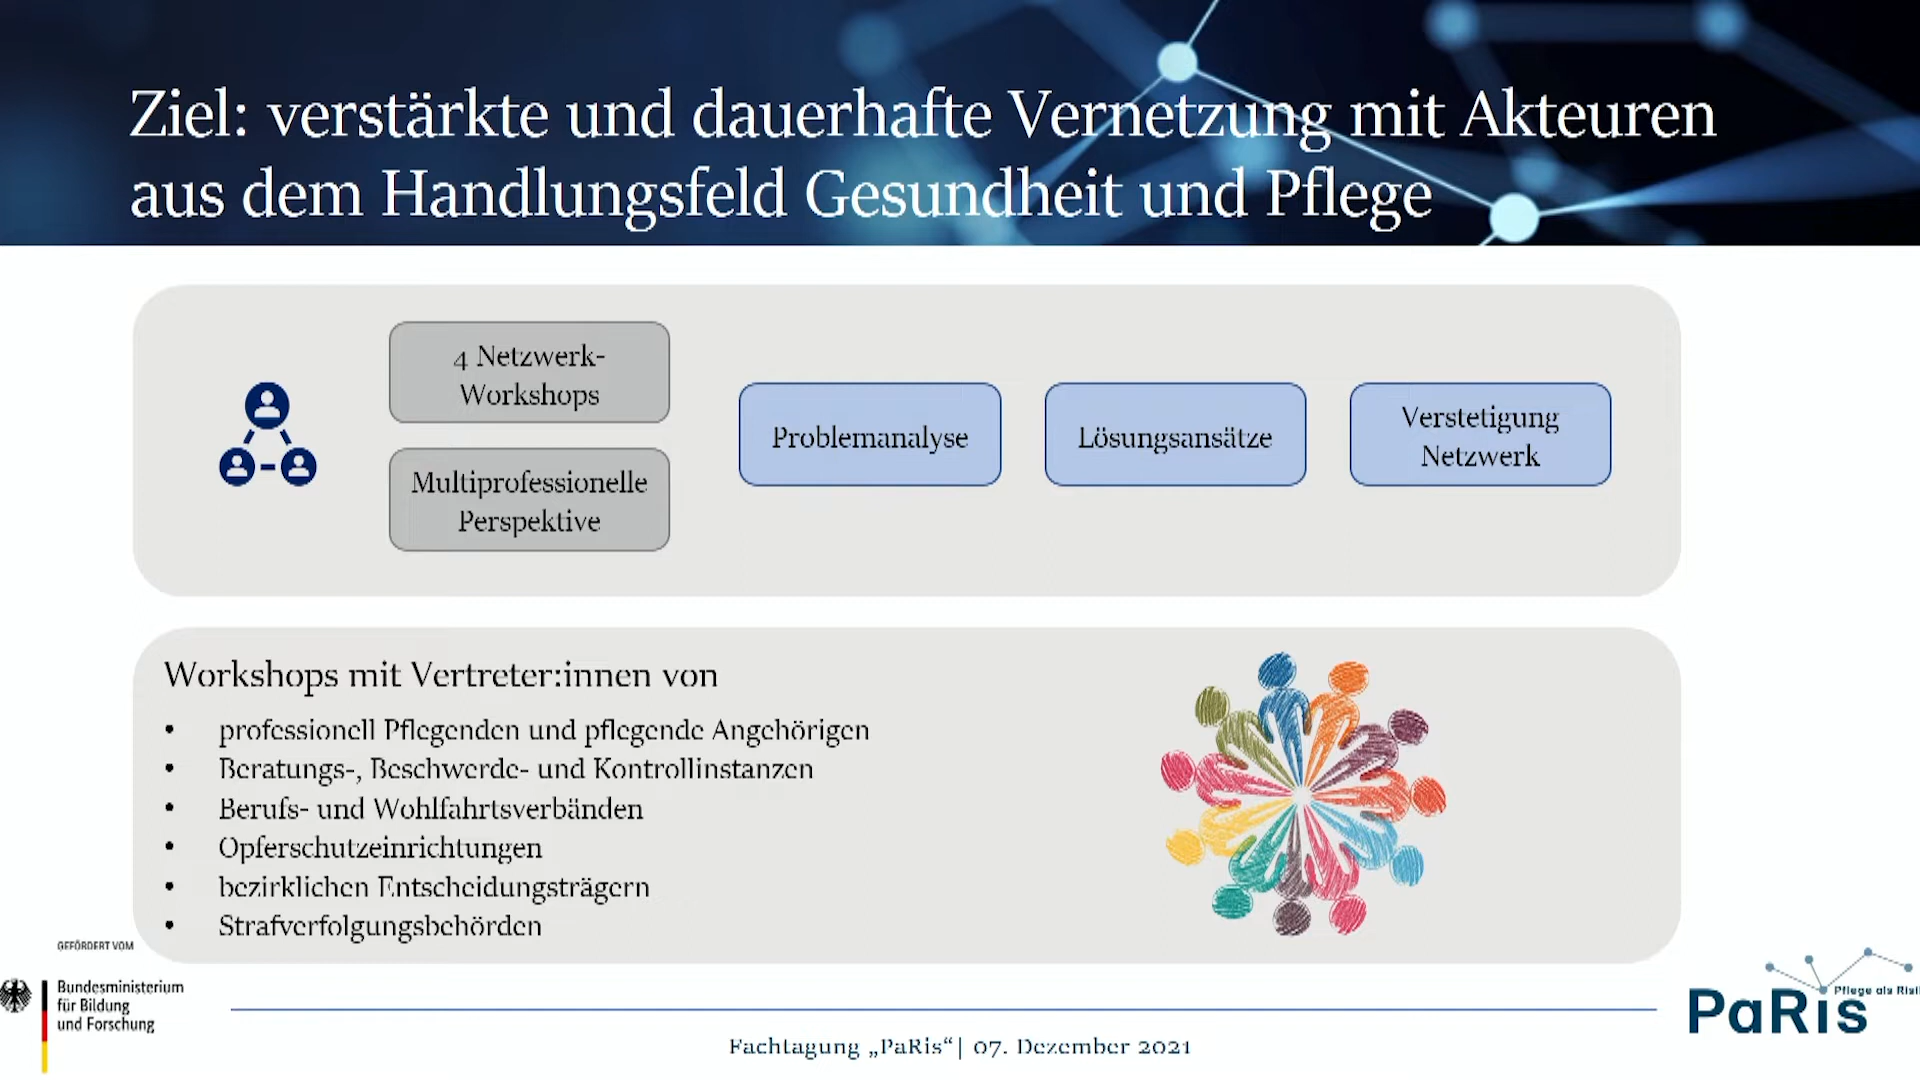 Ziel: verstärkte und dauerhafte Vernetzung mit Akteuren
aus dem Handlungsfeld Gesundheit und Pflege
4 Netzwerk-
Workshops
Multiprofessionelle
Perspektive
Problemanalyse
Lösungsansätze
Verstetigung
Netzwerk
Workshops mit Vertreter:innen von
• professionell Pflegenden und pflegende Angehörigen
• Beratungs-, Beschwerde- und Kontrollinstanzen
• Berufs- und Wohlfahrtsverbänden
• Opferschutzeinrichtungen
• bezirklichen Entscheidungsträgern
• Strafverfolgungsbehörden
GEFÖRDERT VOM
Bundesministerium
für Bildung
und Forschung
Fachtagung „PaRis“| 07. Dezember 2021
PaRis
Pflege als